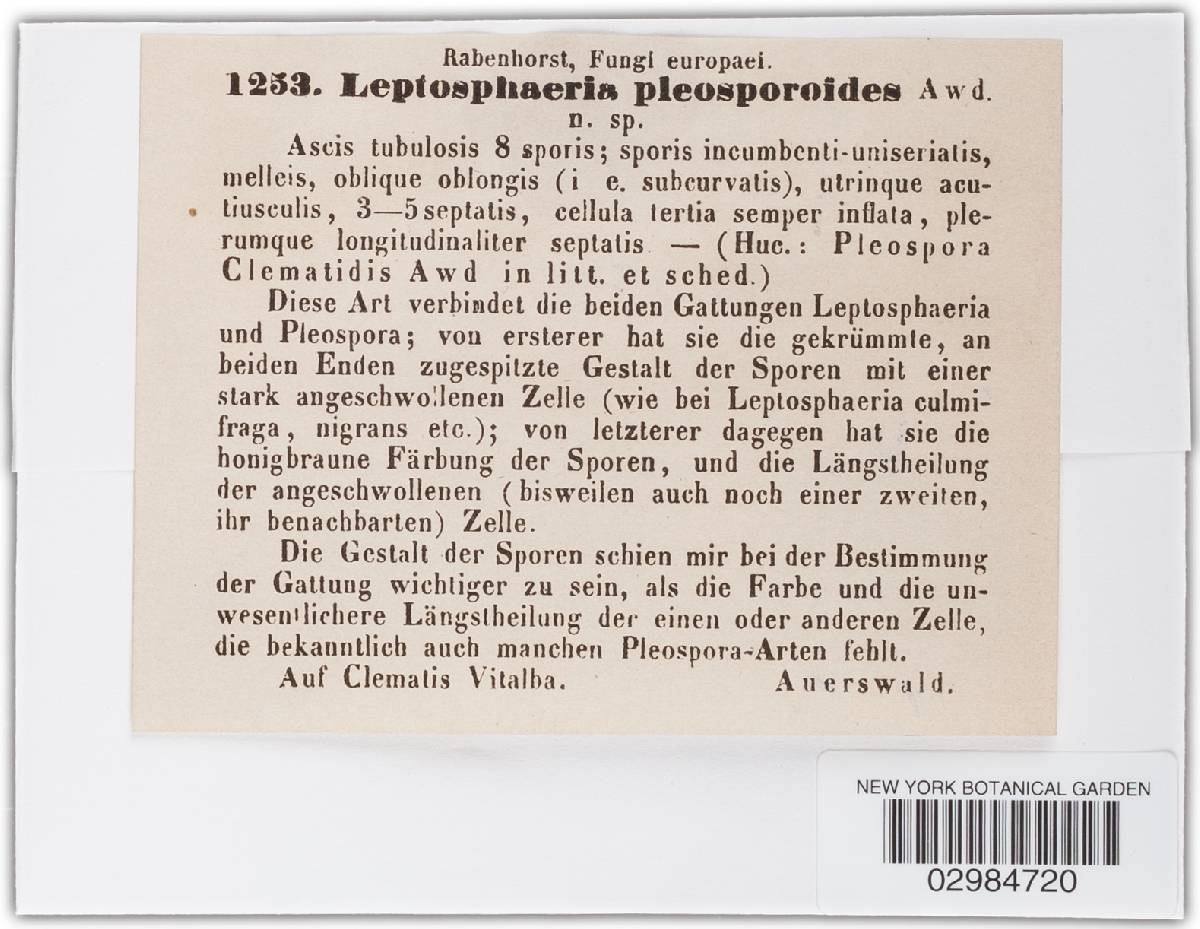 Rabenhorst, Fungi europaei.
1253. Leptosphaeria pleosporoides Awd.
n. sp.
Ascis tubulosis 8 sporis; sporis incumbenti-uniseriatis,
melleis, oblique oblongis (i e. subcurvatis), utrinque acu-
tiusculis, 3—5 septatis, cellula tertia semper inflata, ple-
rumque longitudinaliter septatis — (Huc.: Pleospora
Clematidis Awd in litt. et sched.)
Diese Art verbindet die beiden Gattungen Leptosphaeria
und Pleospora; von ersterer hat sie die gekrümmte, an
beiden Enden zugespitzte Gestalt der Sporen mit einer
stark angeschwollenen Zelle (wie bei Leptosphaeria culmi-
fraga, nigrans etc.); von letzterer dagegen hat sie die
honigbraune Färbung der Sporen, und die Längstheilung
der angeschwollenen (bisweilen auch noch einer zweiten,
ihr benachbarten) Zelle.
Die Gestalt der Sporen schien mir bei der Bestimmung
der Gattung wichtiger zu sein, als die Farbe und die un-
wesentlichere Längstheilung der einen oder anderen Zelle,
die bekanntlich auch manchen Pleospora-Arten fehlt.
Auf Clematis Vitalba. Auerswald.
NEW YORK BOTANICAL GARDEN
02984720